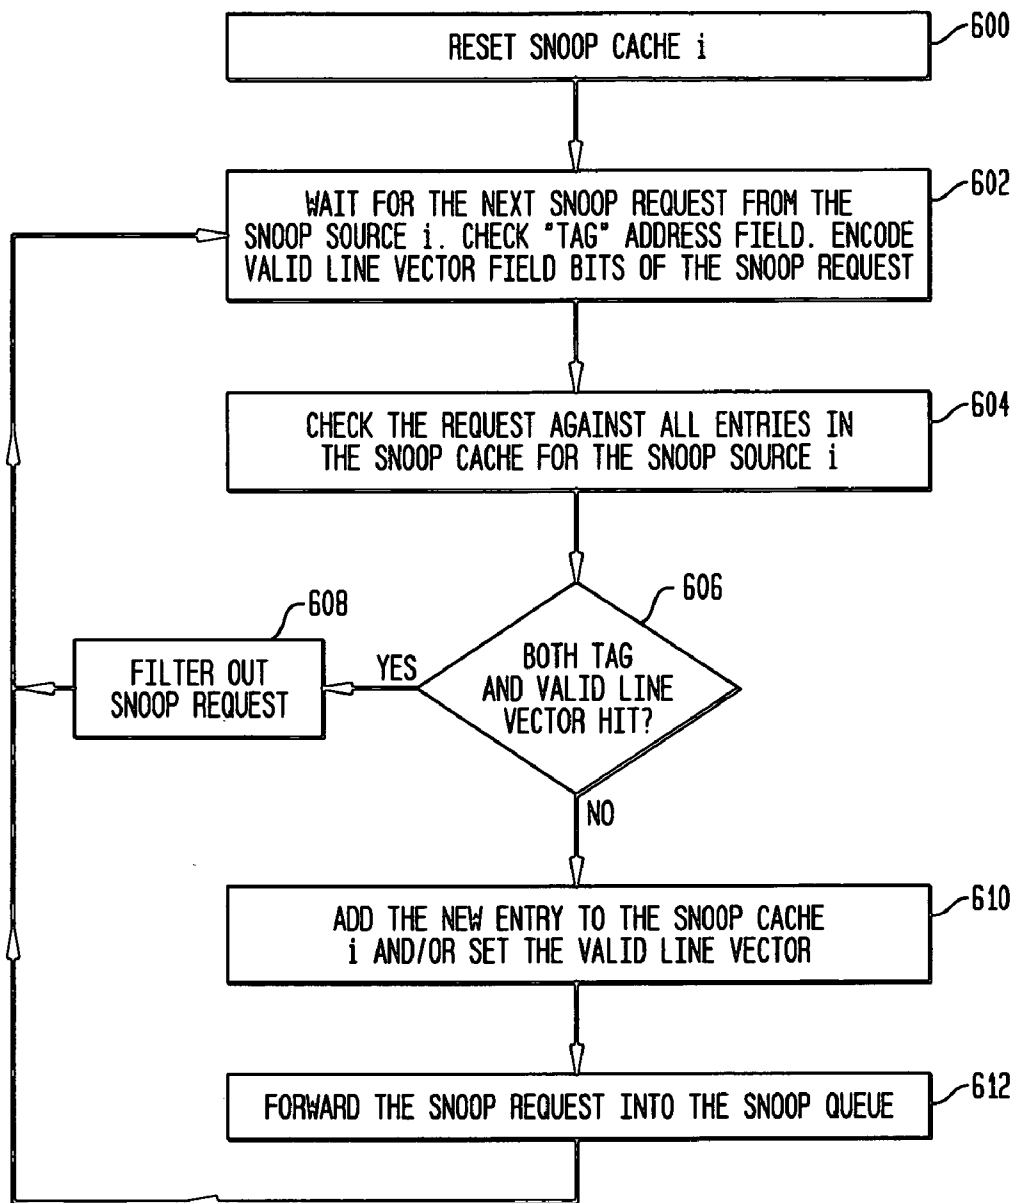 RESET SNOOP CACHE i
600
WAIT FOR THE NEXT SNOOP REQUEST FROM THE
SNOOP SOURCE i. CHECK "TAG" ADDRESS FIELD. ENCODE
VALID LINE VECTOR FIELD BITS OF THE SNOOP REQUEST
602
CHECK THE REQUEST AGAINST ALL ENTRIES IN
THE SNOOP CACHE FOR THE SNOOP SOURCE i
604
BOTH TAG
AND VALID LINE
VECTOR HIT?
606
YES
FILTER OUT
SNOOP REQUEST
608
NO
ADD THE NEW ENTRY TO THE SNOOP CACHE
i AND/OR SET THE VALID LINE VECTOR
610
FORWARD THE SNOOP REQUEST INTO THE SNOOP QUEUE
612